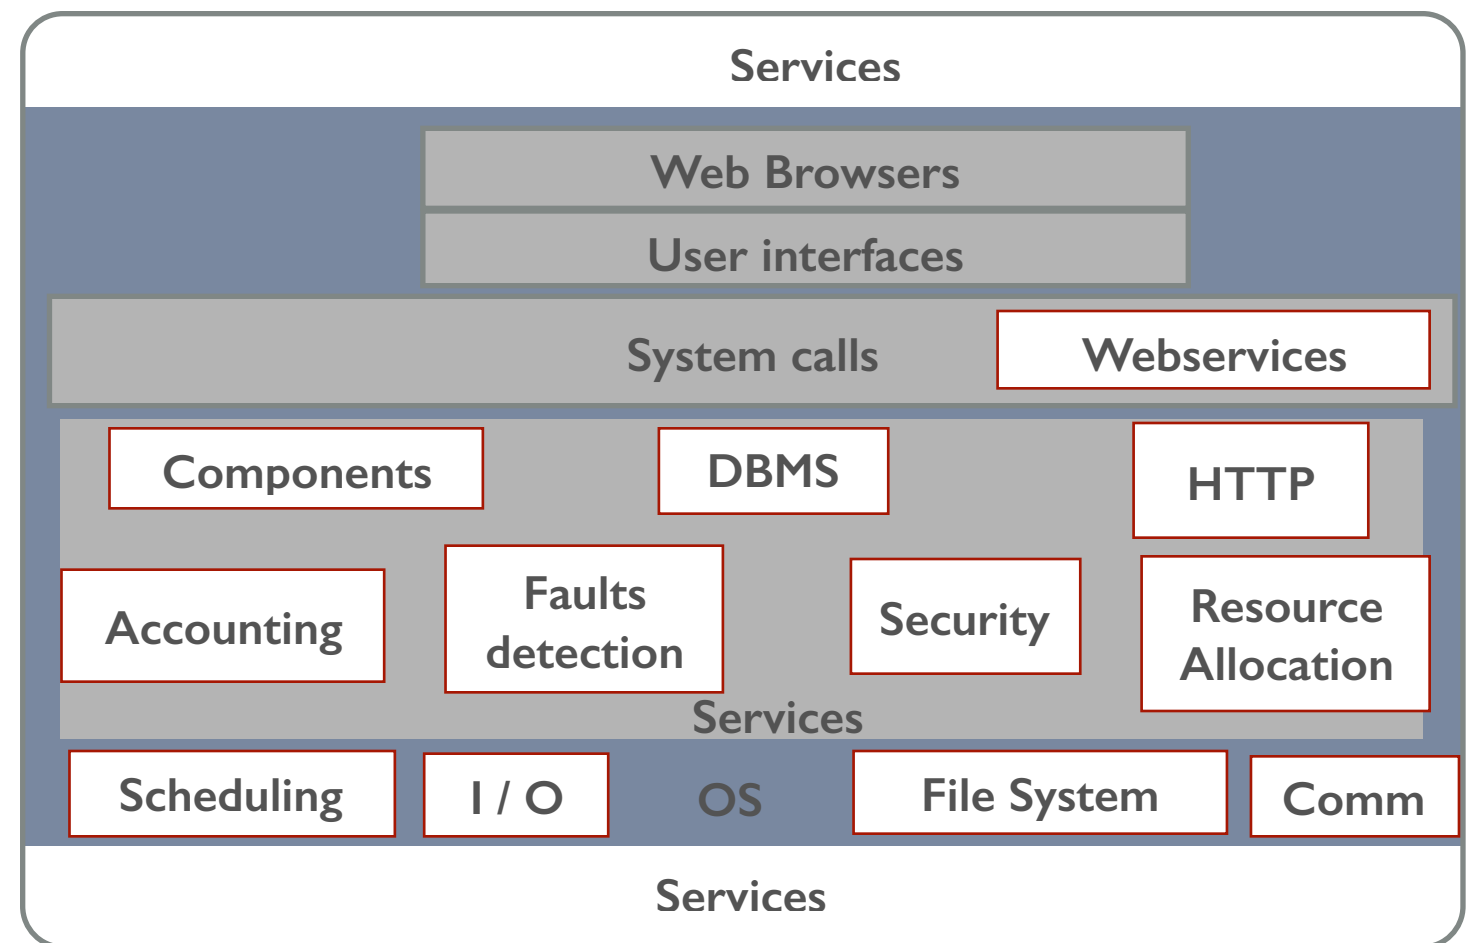 Services
Web Browsers
User interfaces
System calls
Webservices
Components
DBMS
HTTP
Accounting
Faults
detection
Security
Resource
Allocation
Services
Scheduling
I / O
OS
File System
Comm
Services